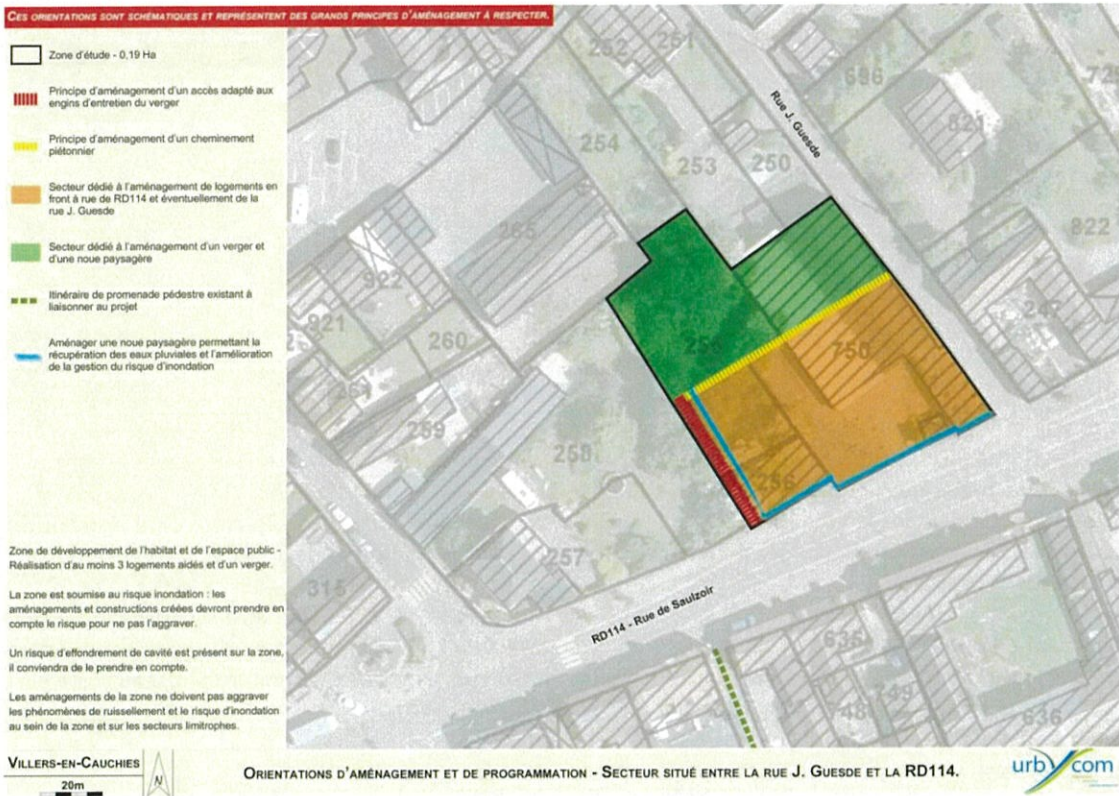 CES ORIENTATIONS SONT SCHÉMATIQUES ET REPRÉSENTENT DES GRANDS PRINCIPES D'AMÉNAGEMENT À RESPECTER.
Zone d'étude - 0,19 Ha
Principe d'aménagement d'un accès adapté aux
engins d'entretien du verger
Principe d'aménagement d'un cheminement
piétonnier
Secteur dédié à l'aménagement de logements en
front à rue de RD114 et éventuellement de la
rue J. Guesde
Secteur dédié à l'aménagement d'un verger et
d'une noue paysagère
Itinéraire de promenade pédestre existant à
liaisonner au projet
Aménager une noue paysagère permettant la
récupération des eaux pluviales et l'amélioration
de la gestion du risque d'inondation
Zone de développement de l'habitat et de l'espace public -
Réalisation d'au moins 3 logements aidés et d'un verger.
La zone est soumise au risque inondation : les
aménagements et constructions créées devront prendre en
compte le risque pour ne pas l'aggraver.
Un risque d'effondrement de cavité est présent sur la zone,
il conviendra de le prendre en compte.
Les aménagements de la zone ne doivent pas aggraver
les phénomènes de ruissellement et le risque d'inondation
au sein de la zone et sur les secteurs limitrophes.
252
251
696
Rue J. Guesde
821
254
253
250
265
822
922
247
921
260
255
750
259
258
256
257
315
RD114 - Rue de Saulzoir
635
748
636
VILLERS-EN-CAUCHIES
20m
N
ORIENTATIONS D'AMÉNAGEMENT ET DE PROGRAMMATION - SECTEUR SITUÉ ENTRE LA RUE J. GUESDE ET LA RD114.
urbycom